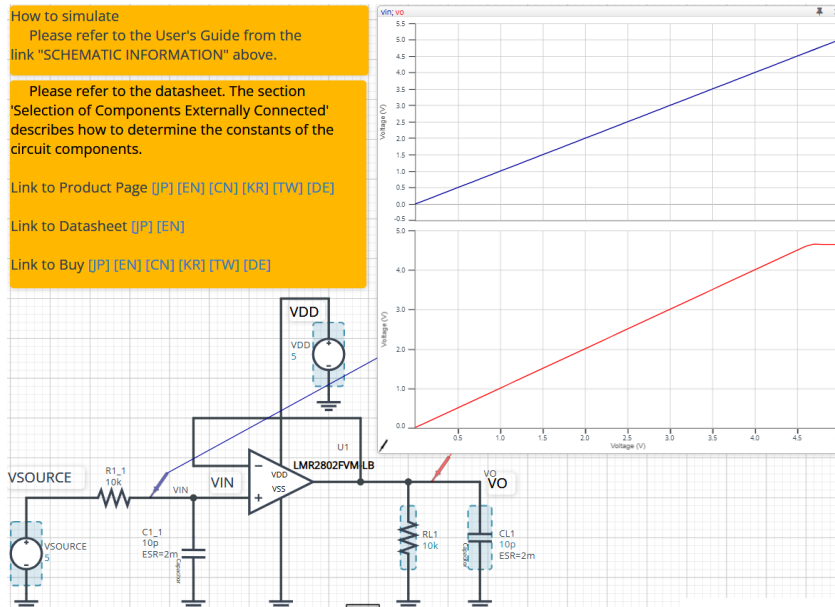 How to simulate
Please refer to the User's Guide from the
link "SCHEMATIC INFORMATION" above.
Please refer to the datasheet. The section
'Selection of Components Externally Connected'
describes how to determine the constants of the
circuit components.
Link to Product Page [JP] [EN] [CN] [KR] [TW] [DE]
Link to Datasheet [JP] [EN]
Link to Buy [JP] [EN] [CN] [KR] [TW] [DE]
vin; vo
5.5
5.0
4.5
4.0
3.5
3.0
2.5
2.0
1.5
1.0
0.5
0.0
-0.5
Voltage (V)
5.0
4.0
3.0
2.0
1.0
0.0
Voltage (V)
0.5 1.0 1.5 2.0 2.5 3.0 3.5 4.0 4.5
Voltage (V)
VDD
VDD
5
U1
LMR2802FVM-LB
VDD
VSS
VSOURCE
R1_1
10k
VIN
VIN
VO
VO
VSOURCE
5
C1_1
10p
ESR=2m
Capacitor
RL1
10k
CL1
10p
ESR=2m
Capacitor